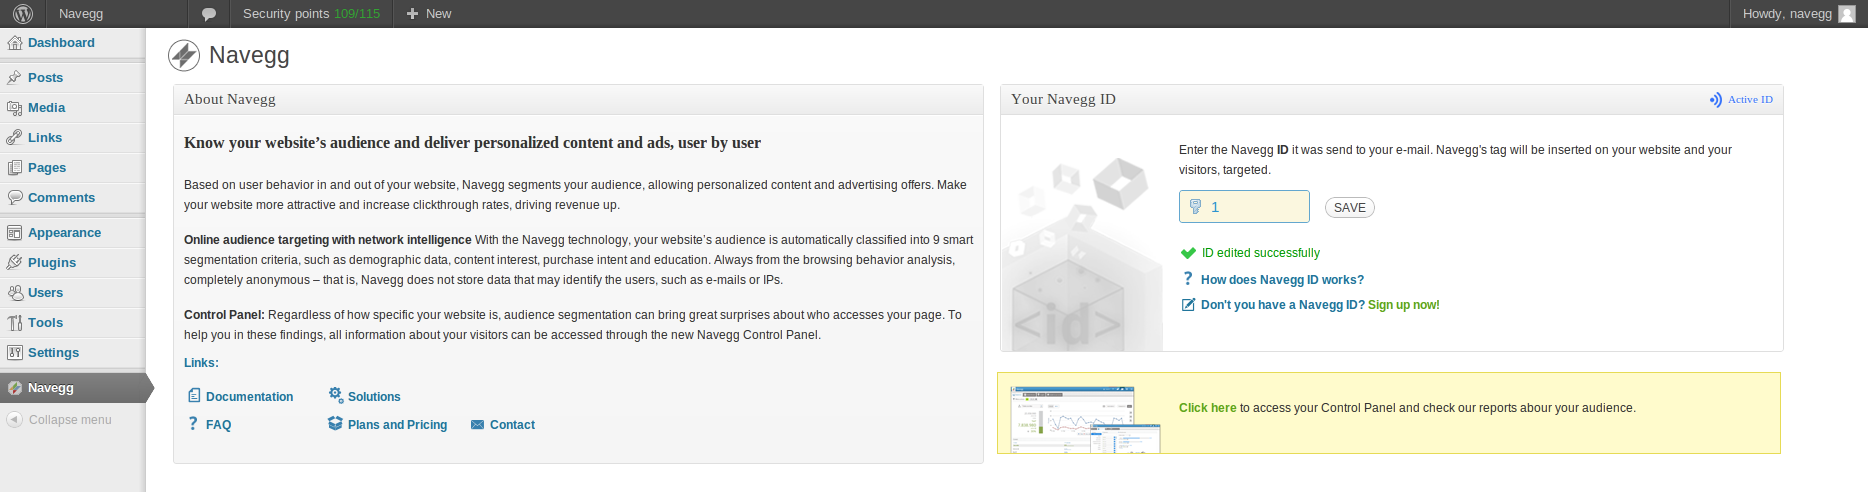 Navegg
Security points 109/115
New
Howdy, navegg
Dashboard
Posts
Media
Links
Pages
Comments
Appearance
Plugins
Users
Tools
Settings
Navegg
Collapse menu
Navegg
About Navegg
Know your website’s audience and deliver personalized content and ads, user by user
Based on user behavior in and out of your website, Navegg segments your audience, allowing personalized content and advertising offers. Make
your website more attractive and increase clickthrough rates, driving revenue up.
Online audience targeting with network intelligence With the Navegg technology, your website’s audience is automatically classified into 9 smart
segmentation criteria, such as demographic data, content interest, purchase intent and education. Always from the browsing behavior analysis,
completely anonymous – that is, Navegg does not store data that may identify the users, such as e-mails or IPs.
Control Panel: Regardless of how specific your website is, audience segmentation can bring great surprises about who accesses your page. To
help you in these findings, all information about your visitors can be accessed through the new Navegg Control Panel.
Links:
Documentation
Solutions
FAQ
Plans and Pricing
Contact
Your Navegg ID
Active ID
<id>
Enter the Navegg ID it was send to your e-mail. Navegg's tag will be inserted on your website and your
visitors, targeted.
1
SAVE
ID edited successfully
How does Navegg ID works?
Don't you have a Navegg ID? Sign up now!
Click here to access your Control Panel and check our reports abour your audience.